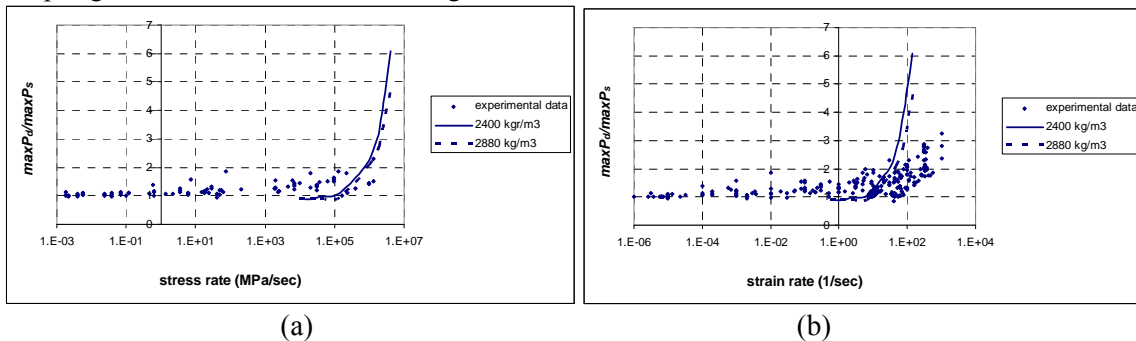 7
6
5
4
3
2
1
0
1.E-03 1.E-01 1.E+01 1.E+03 1.E+05 1.E+07
maxPd/maxPs
stress rate (MPa/sec)
experimental data
2400 kgr/m3
2880 kg/m3
(a)
7
6
5
4
3
2
1
0
1.E-06 1.E-04 1.E-02 1.E+00 1.E+02 1.E+04
maxPd/maxPs
strain rate (1/sec)
experimental data
2400 kgr/m3
2880 kg/m3
(b)